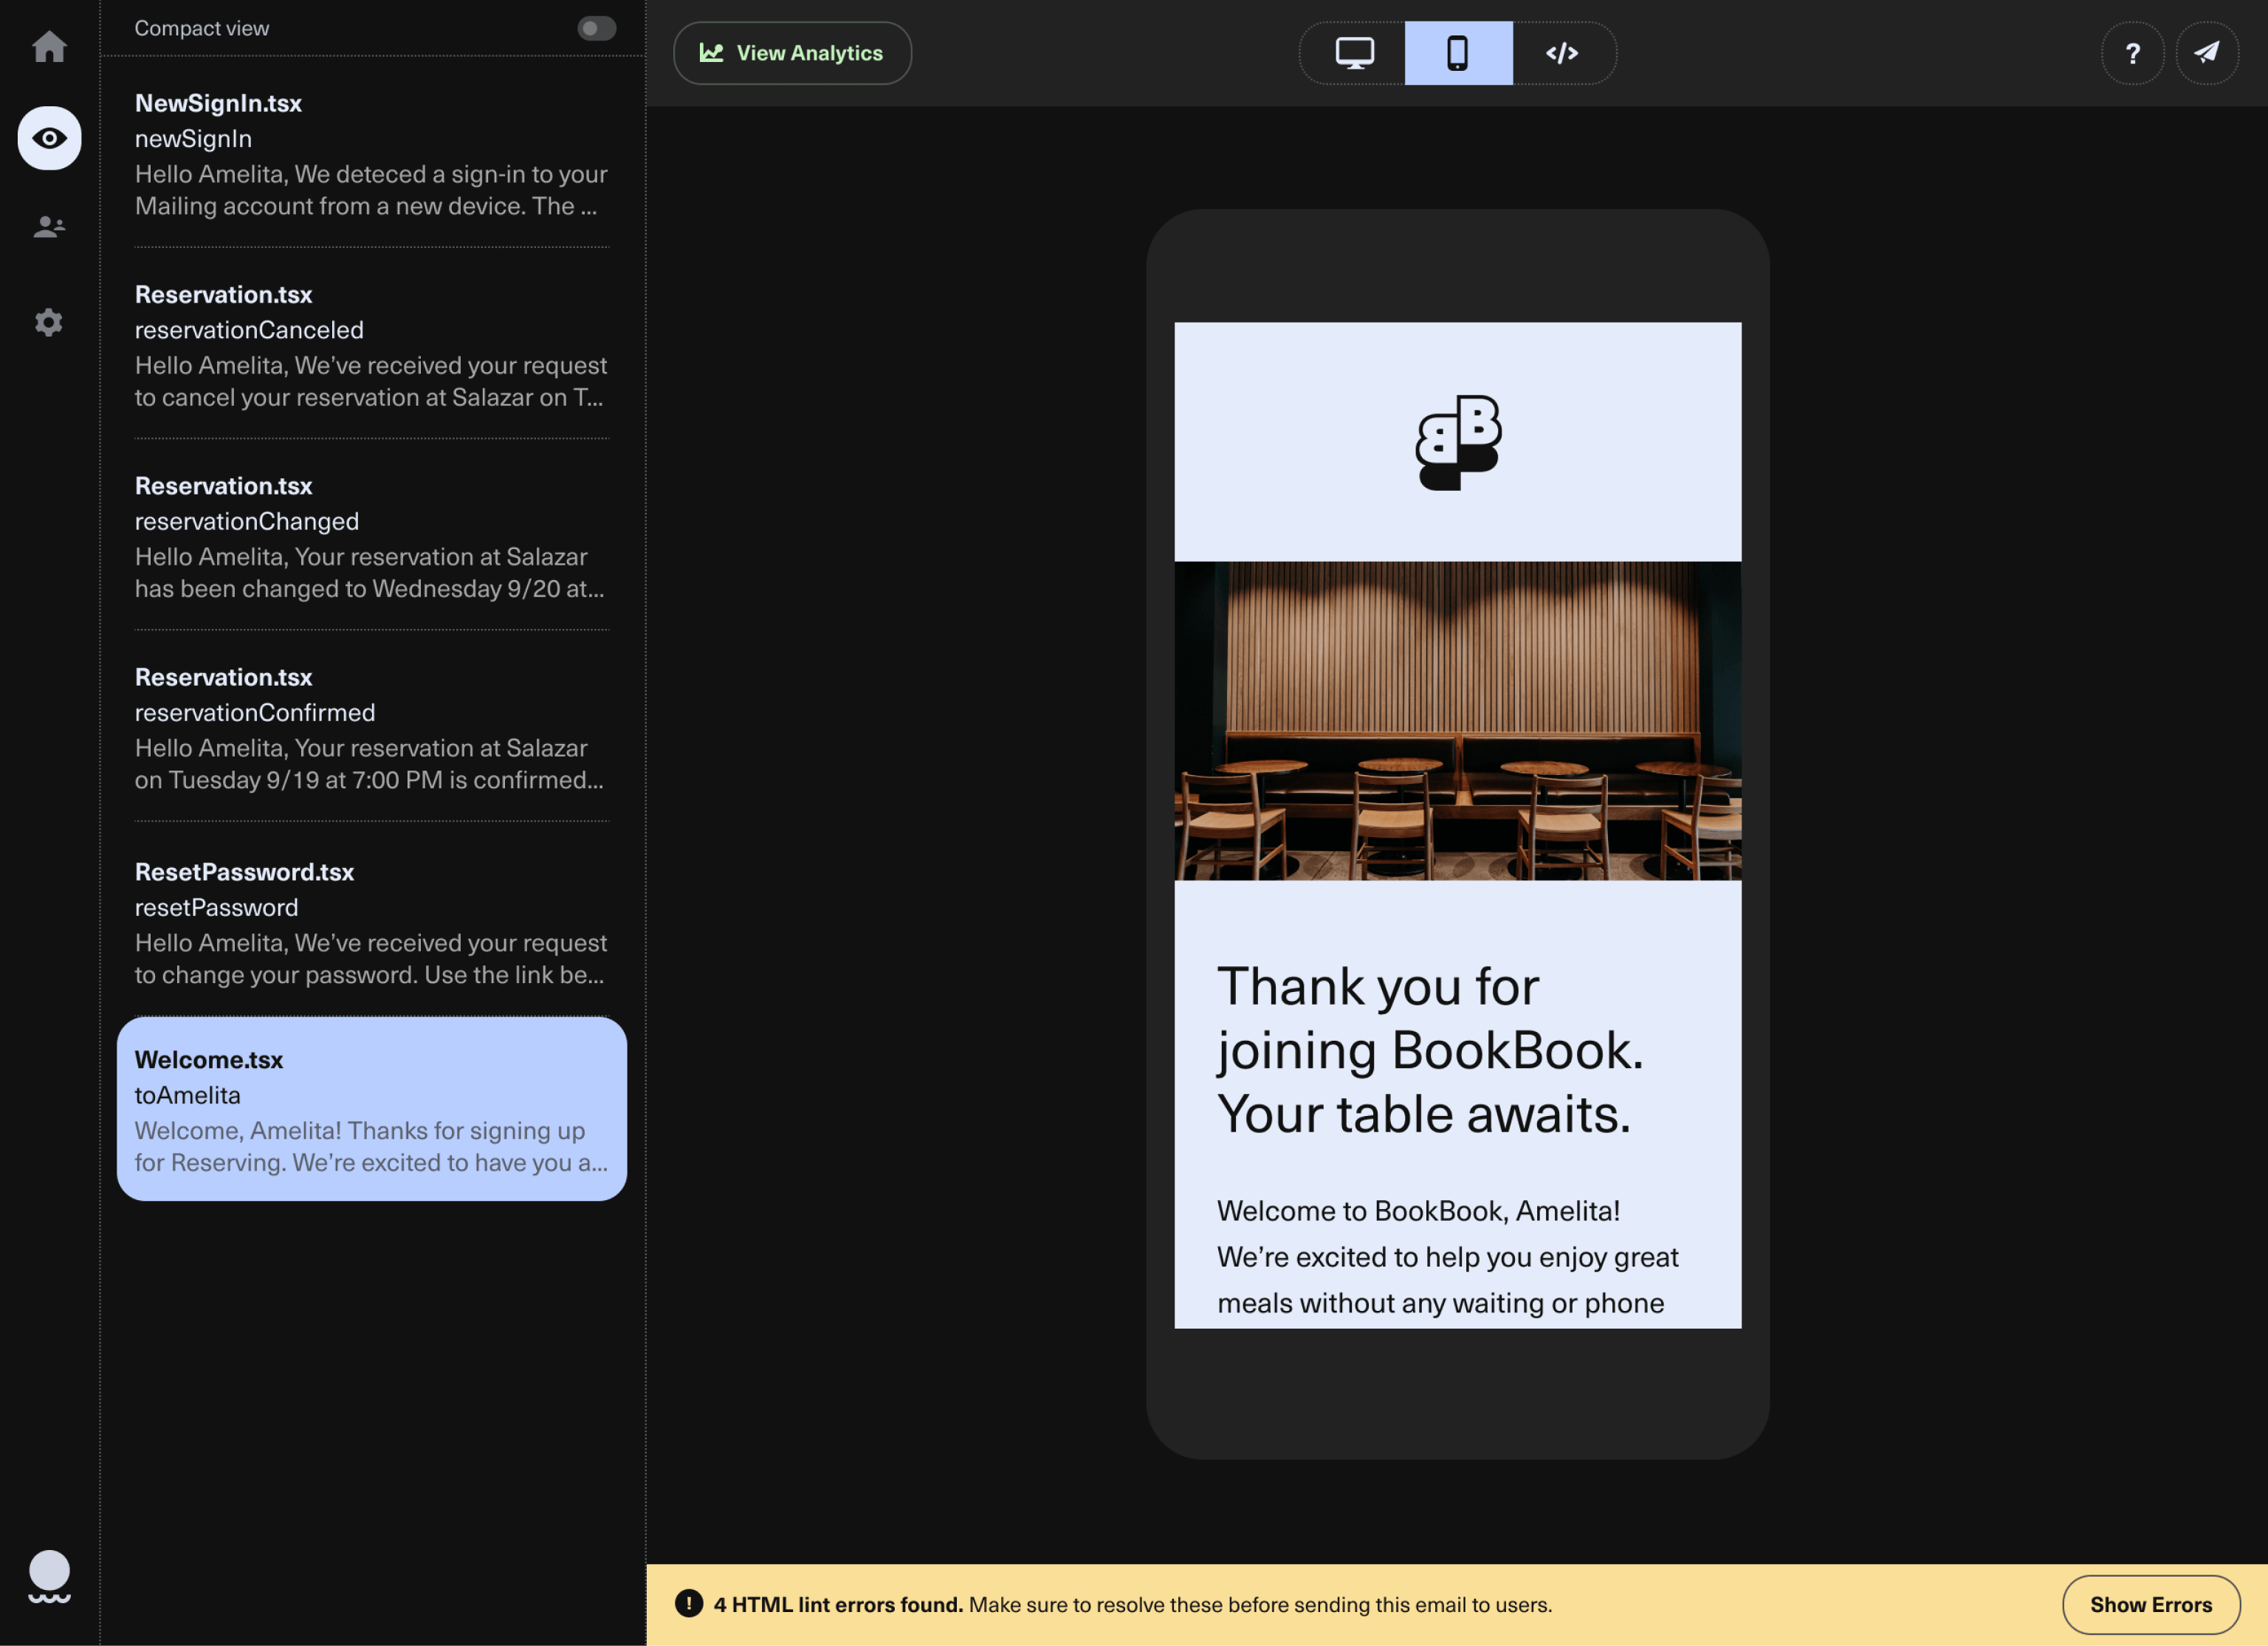 Compact view
NewSignIn.tsx
newSignIn
Hello Amelita, We deteced a sign-in to your
Mailing account from a new device. The ...
Reservation.tsx
reservationCanceled
Hello Amelita, We’ve received your request
to cancel your reservation at Salazar on T...
Reservation.tsx
reservationChanged
Hello Amelita, Your reservation at Salazar
has been changed to Wednesday 9/20 at...
Reservation.tsx
reservationConfirmed
Hello Amelita, Your reservation at Salazar
on Tuesday 9/19 at 7:00 PM is confirmed...
ResetPassword.tsx
resetPassword
Hello Amelita, We’ve received your request
to change your password. Use the link be...
Welcome.tsx
toAmelita
Welcome, Amelita! Thanks for signing up
for Reserving. We’re excited to have you a...
View Analytics
</>
?
BB
Thank you for
joining BookBook.
Your table awaits.
Welcome to BookBook, Amelita!
We’re excited to help you enjoy great
meals without any waiting or phone
! 4 HTML lint errors found. Make sure to resolve these before sending this email to users.
Show Errors